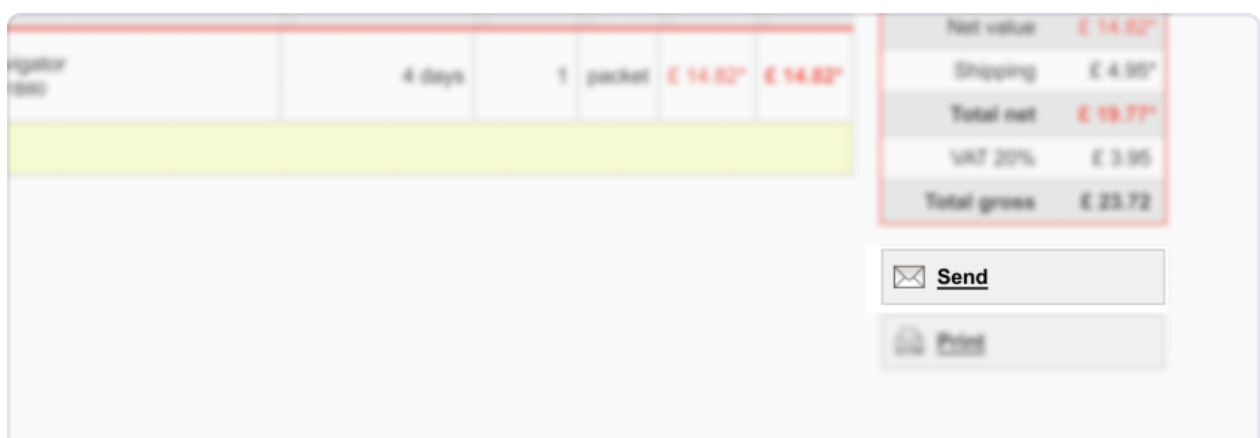 Net value £ 14.82*
vigator 4 days 1 packet £ 14.82* £ 14.82*
Shipping £ 4.95*
Total net £ 19.77*
VAT 20% £ 3.95
Total gross £ 23.72
Send
Print